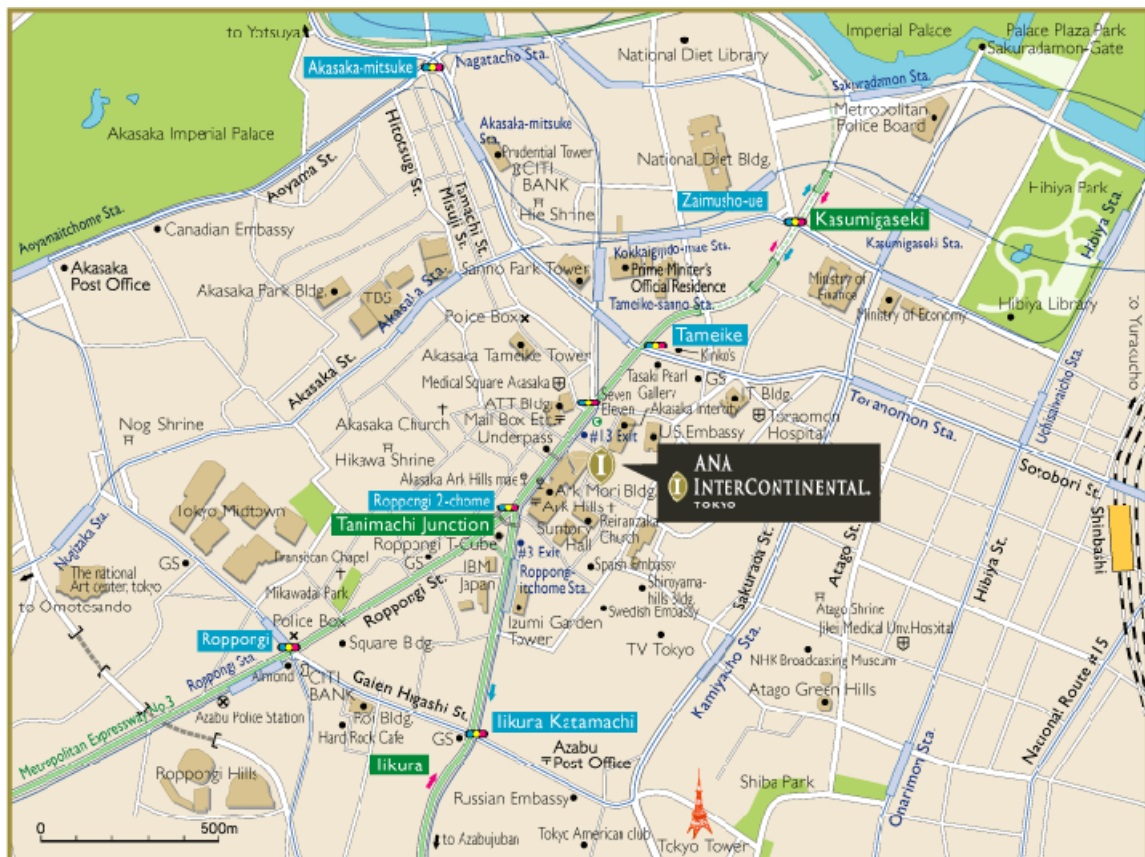 to Yotsuya
Akasaka-mitsuke
Nagatacho Sta.
National Diet Library
Imperial Palace
Palace Plaza Park
Sakuradamon-Gate
Sakuradamon Sta.
Metropolitan
Police Board
Akasaka Imperial Palace
Hitotsugi St.
Aoyama St.
Akasaka-mitsuke
Sta.
Prudential Tower
CITI
BANK
Hie Shrine
National Diet Bldg.
Zaimusho-ue
Kasumigaseki
Hibiya Park
Hibiya Sta.
Tamachi St.
Misuji St.
Aoyamaitchome Sta.
Canadian Embassy
Akasaka
Post Office
Akasaka Park Bldg.
TBS
Akasaka Sta.
Sanno Park Tower
Kokkaigijido-mae Sta.
Prime Miniter's
Official Residence
Tameike-sanno Sta.
Kasumigaseki Sta.
Ministry of
Finance
Ministry of Economy
Hibiya Library
to Yurakucho
Police Box
Akasaka Tameike Tower
Tameike
Kinko's
Akasaka St.
Medical Square Akasaka
Tasaki Pearl
Gallery
GS
ATT Bldg.
Seven
Eleven
Akasaka Intercity
IT Bldg.
Toranomon Sta.
Uchisaiwaicho Sta.
Nog Shrine
Akasaka Church
Mail Box Etc.
Underpass
#13 Exit
U.S. Embassy
Toraomon
Hospital
Hikawa Shrine
Akasaka Ark Hills mae
ANA
INTERCONTINENTAL.
TOKYO
Sotobori St.
Shinbashi
Roppongi 2-chome
Ark Mori Bldg.
Ark Hills
Tokyo Midtown
Tanimachi Junction
Suntory
Hall
Reiranzaka
Church
Nogizaka Sta.
Roppongi T-Cube
#3 Exit
Roppong-
itchome Sta.
GS
Transcean Chapel
GS
IBM
Japan
Spain Embassy
Sakurada St.
Atago St.
Hibiya St.
The national
Art center, tokyo
to Omotesando
Mikawadai Park
Police Box
Roppongi St.
Shiroyama-
hills Bldg.
Swedish Embassy
Atago Shrine
Jikei Medical Unv. Hospital
Izumi Garden
Tower
Roppongi
Square Bdg.
TV Tokyo
NHK Broadcasting Museum
National Route #15
Roppongi Sta.
Almond
CITI
BANK
Gaien Higashi St.
Kamiyacho Sta.
Atago Green Hills
Metropolitan Expressway No.3
Azabu Police Station
Roi Bldg.
Hard Rock Cafe
GS
Iikura Katamachi
Azabu
Post Office
Onarimon Sta.
Iikura
Roppongi Hills
Russian Embassy
Shiba Park
0
500m
to Azabujuban
Tokyo American club
Tokyo Tower